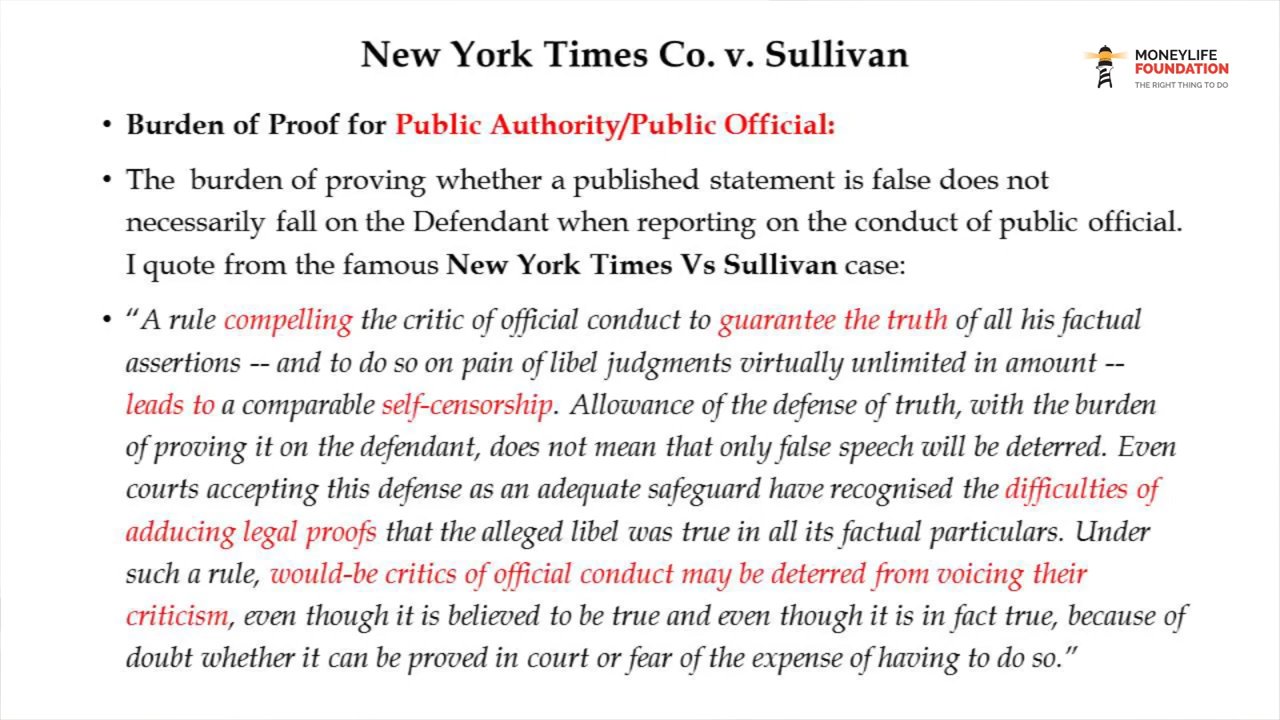 New York Times Co. v. Sullivan
MONEYLIFE
FOUNDATION
THE RIGHT THING TO DO
• Burden of Proof for Public Authority/Public Official:
• The burden of proving whether a published statement is false does not
necessarily fall on the Defendant when reporting on the conduct of public official.
I quote from the famous New York Times Vs Sullivan case:
• “A rule compelling the critic of official conduct to guarantee the truth of all his factual
assertions -- and to do so on pain of libel judgments virtually unlimited in amount --
leads to a comparable self-censorship. Allowance of the defense of truth, with the burden
of proving it on the defendant, does not mean that only false speech will be deterred. Even
courts accepting this defense as an adequate safeguard have recognised the difficulties of
adducing legal proofs that the alleged libel was true in all its factual particulars. Under
such a rule, would-be critics of official conduct may be deterred from voicing their
criticism, even though it is believed to be true and even though it is in fact true, because of
doubt whether it can be proved in court or fear of the expense of having to do so.”